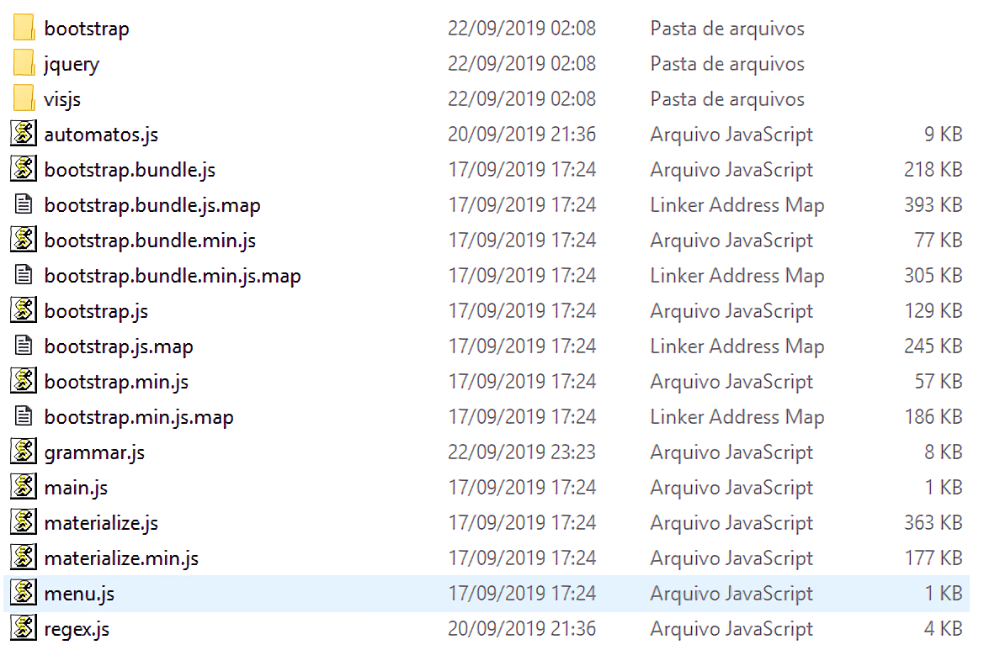 bootstrap 22/09/2019 02:08 Pasta de arquivos
jquery 22/09/2019 02:08 Pasta de arquivos
visjs 22/09/2019 02:08 Pasta de arquivos
automatos.js 20/09/2019 21:36 Arquivo JavaScript 9 KB
bootstrap.bundle.js 17/09/2019 17:24 Arquivo JavaScript 218 KB
bootstrap.bundle.js.map 17/09/2019 17:24 Linker Address Map 393 KB
bootstrap.bundle.min.js 17/09/2019 17:24 Arquivo JavaScript 77 KB
bootstrap.bundle.min.js.map 17/09/2019 17:24 Linker Address Map 305 KB
bootstrap.js 17/09/2019 17:24 Arquivo JavaScript 129 KB
bootstrap.js.map 17/09/2019 17:24 Linker Address Map 245 KB
bootstrap.min.js 17/09/2019 17:24 Arquivo JavaScript 57 KB
bootstrap.min.js.map 17/09/2019 17:24 Linker Address Map 186 KB
grammar.js 22/09/2019 23:23 Arquivo JavaScript 8 KB
main.js 17/09/2019 17:24 Arquivo JavaScript 1 KB
materialize.js 17/09/2019 17:24 Arquivo JavaScript 363 KB
materialize.min.js 17/09/2019 17:24 Arquivo JavaScript 177 KB
menu.js 17/09/2019 17:24 Arquivo JavaScript 1 KB
regex.js 20/09/2019 21:36 Arquivo JavaScript 4 KB